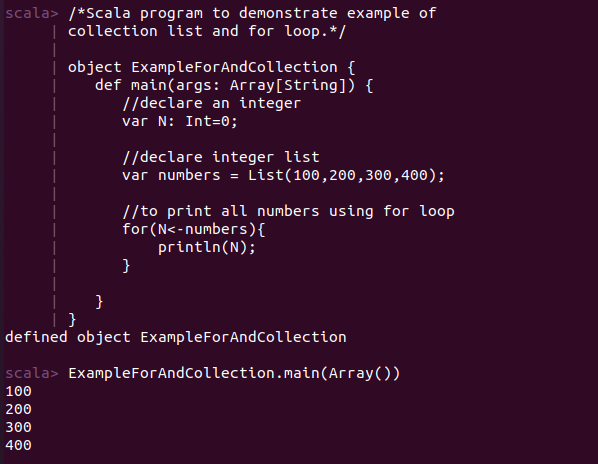 scala> /*Scala program to demonstrate example of
     | collection list and for loop.*/
     |
     | object ExampleForAndCollection {
     |    def main(args: Array[String]) {
     |       //declare an integer
     |       var N: Int=0;
     |
     |       //declare integer list
     |       var numbers = List(100,200,300,400);
     |
     |       //to print all numbers using for loop
     |       for(N<-numbers){
     |           println(N);
     |       }
     |
     |    }
     | }
defined object ExampleForAndCollection

scala> ExampleForAndCollection.main(Array())
100
200
300
400